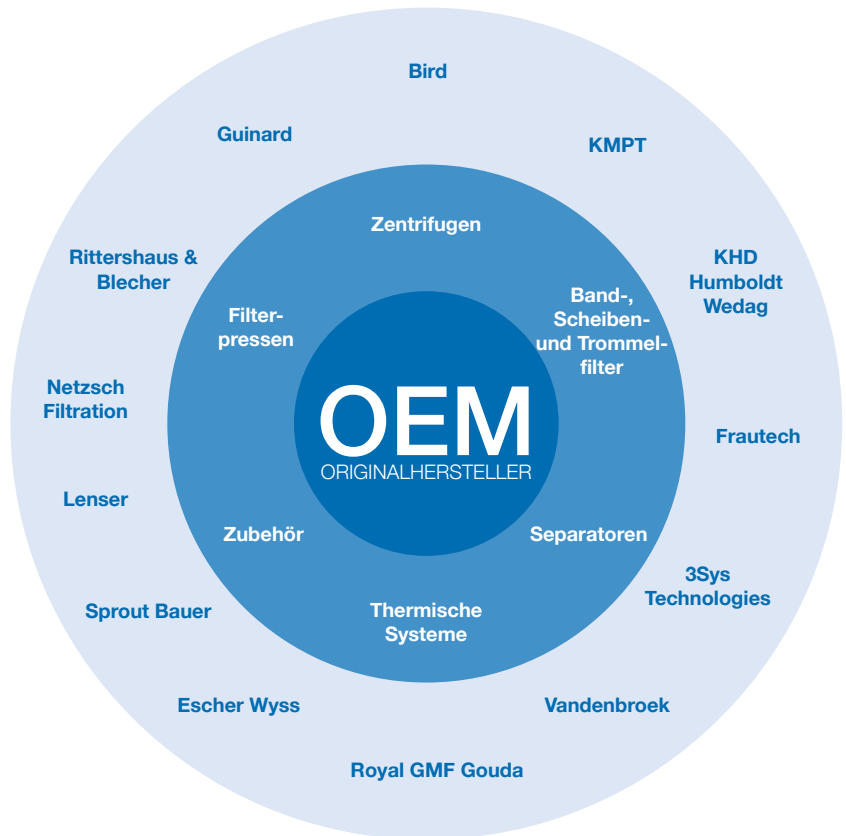 Bird
Guinard
KMPT
Zentrifugen
Rittershaus &
Blecher
KHD
Humboldt
Wedag
Filter-
pressen
Band-,
Scheiben-
und Trommel-
filter
Netzsch
Filtration
OEM
ORIGINALHERSTELLER
Frautech
Lenser
Zubehör
Separatoren
3Sys
Technologies
Sprout Bauer
Thermische
Systeme
Escher Wyss
Vandenbroek
Royal GMF Gouda